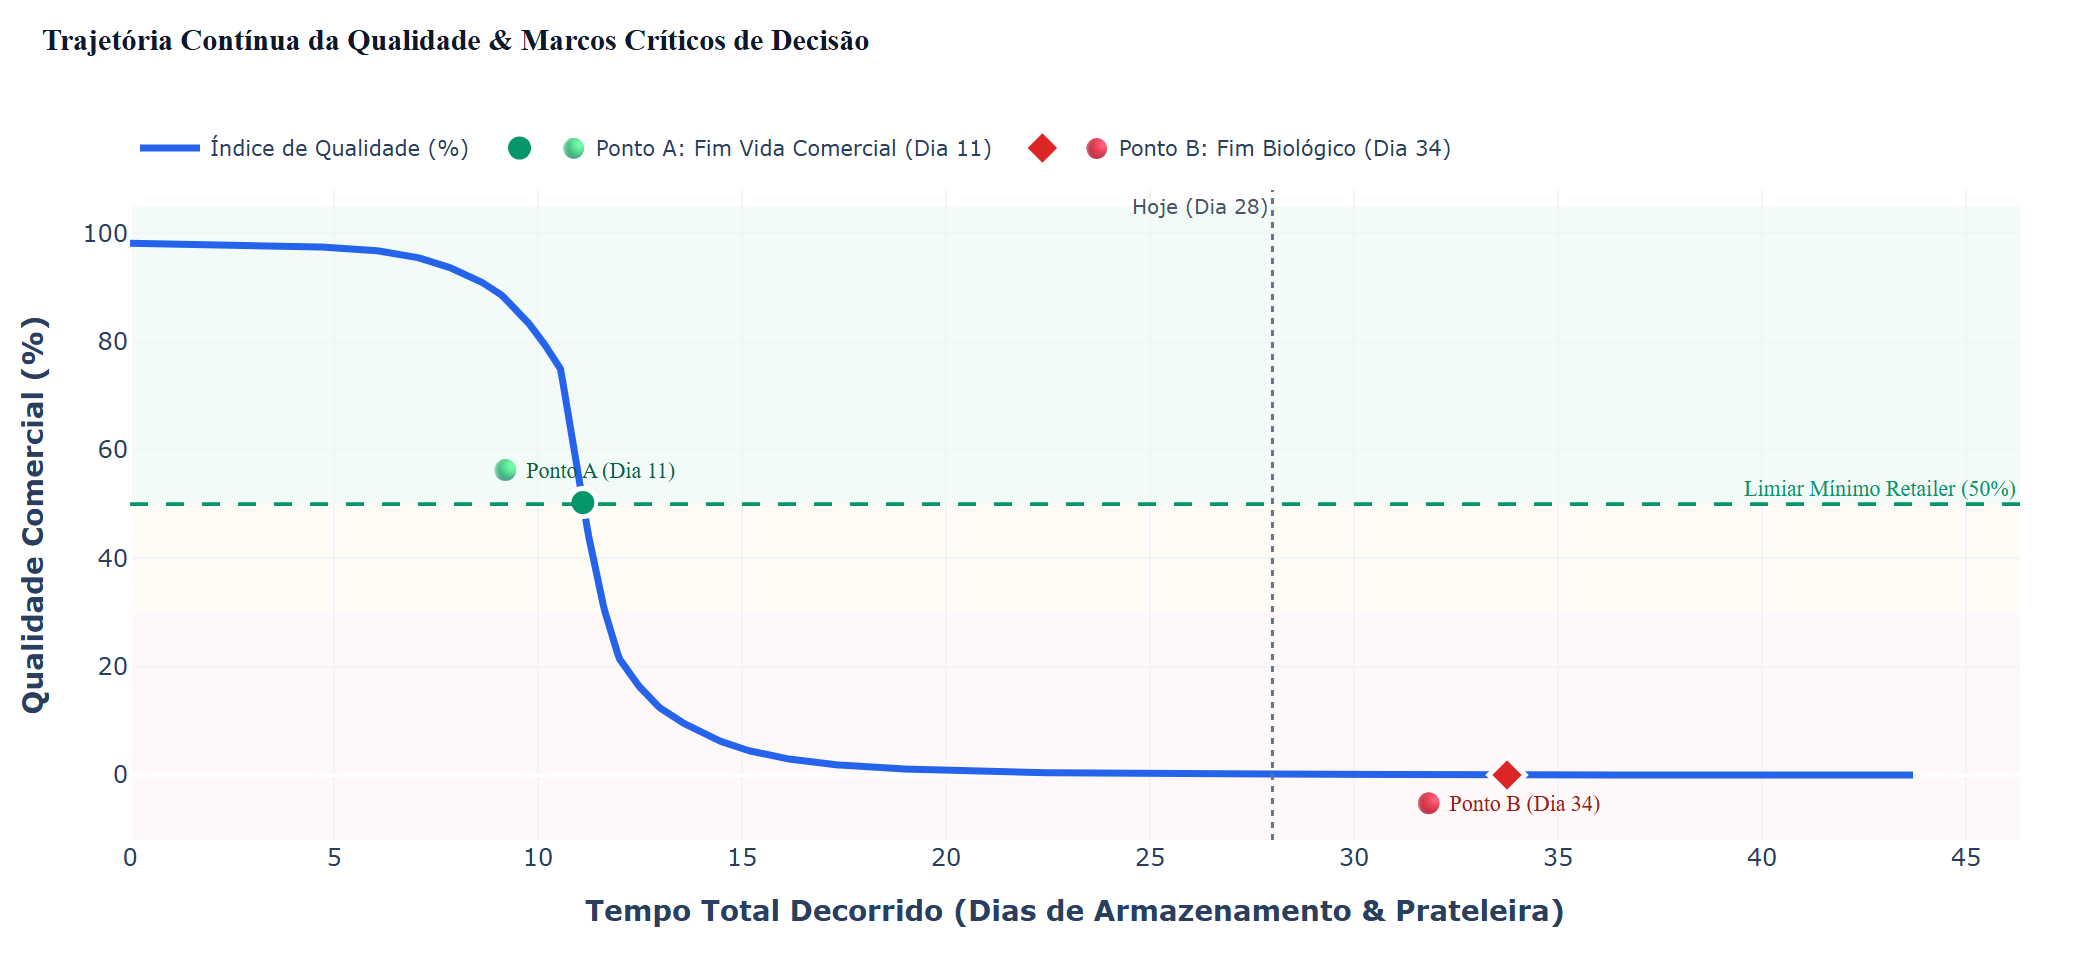 Trajetória Contínua da Qualidade & Marcos Críticos de Decisão
Índice de Qualidade (%)
Ponto A: Fim Vida Comercial (Dia 11)
Ponto B: Fim Biológico (Dia 34)
Hoje (Dia 28)
100
80
60
40
20
0
Qualidade Comercial (%)
Ponto A (Dia 11)
Limiar Mínimo Retailer (50%)
Ponto B (Dia 34)
0
5
10
15
20
25
30
35
40
45
Tempo Total Decorrido (Dias de Armazenamento & Prateleira)